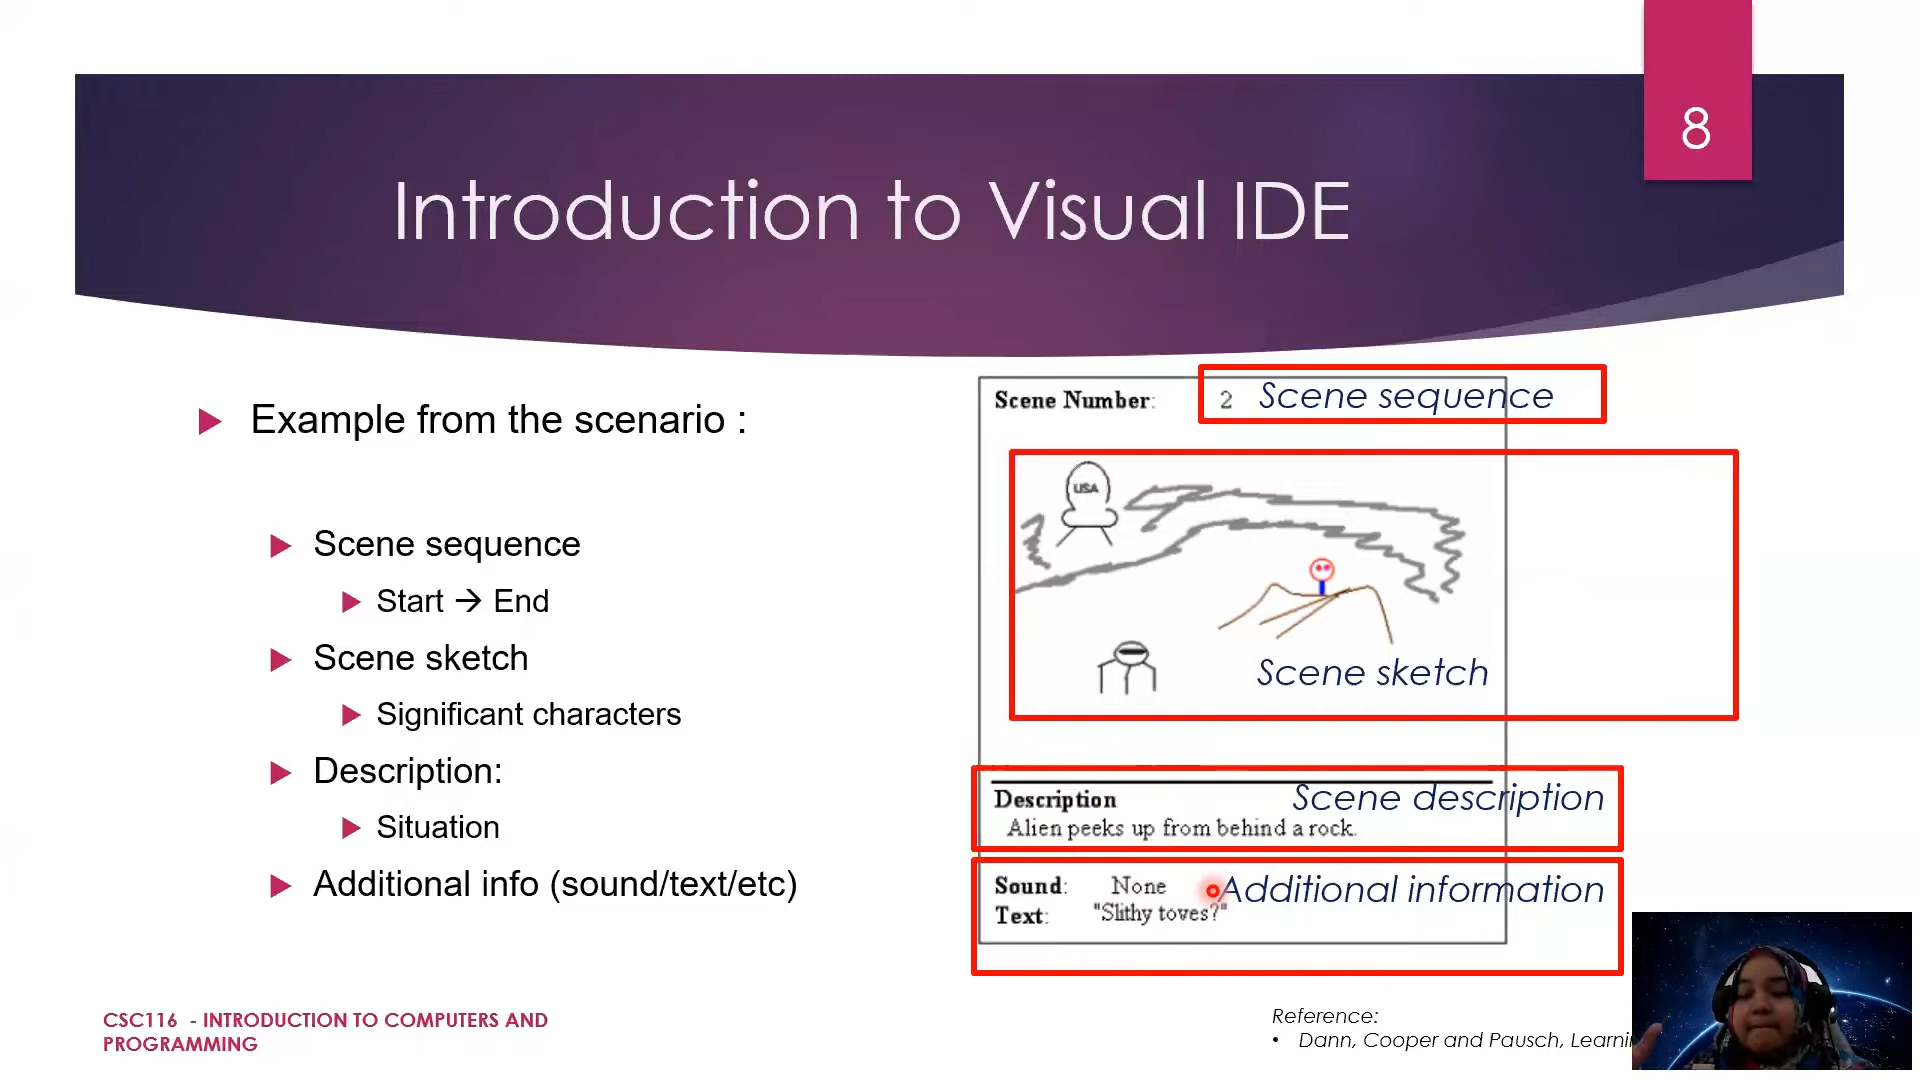 8
Introduction to Visual IDE
Example from the scenario :
Scene sequence
Start → End
Scene sketch
Significant characters
Description:
Situation
Additional info (sound/text/etc)
Scene Number: 2 Scene sequence
USA
Scene sketch
Scene description
Description
Alien peeks up from behind a rock.
Sound: None Additional information
Text: "Slithy toves?"
CSC116 - INTRODUCTION TO COMPUTERS AND
PROGRAMMING
Reference:
• Dann, Cooper and Pausch,